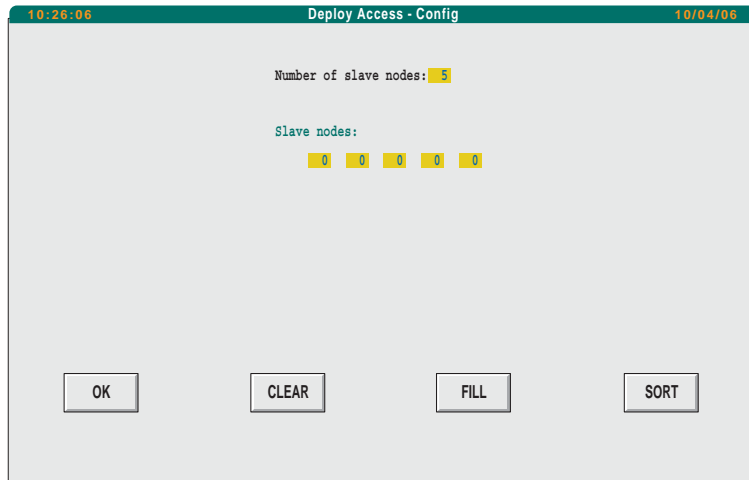 10:26:06 Deploy Access - Config 10/04/06
Number of slave nodes: 5
Slave nodes:
0 0 0 0 0
OK CLEAR FILL SORT